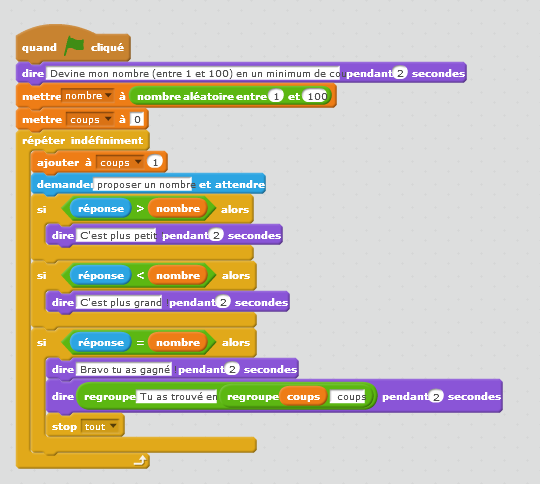 quand cliqué
dire Devine mon nombre (entre 1 et 100) en un minimum de cou pendant 2 secondes
mettre nombre à nombre aléatoire entre 1 et 100
mettre coups à 0
répéter indéfiniment
ajouter à coups 1
demander proposer un nombre et attendre
si réponse > nombre alors
dire C'est plus petit pendant 2 secondes
si réponse < nombre alors
dire C'est plus grand pendant 2 secondes
si réponse = nombre alors
dire Bravo tu as gagné pendant 2 secondes
dire regroupe Tu as trouvé en regroupe coups coups pendant 2 secondes
stop tout